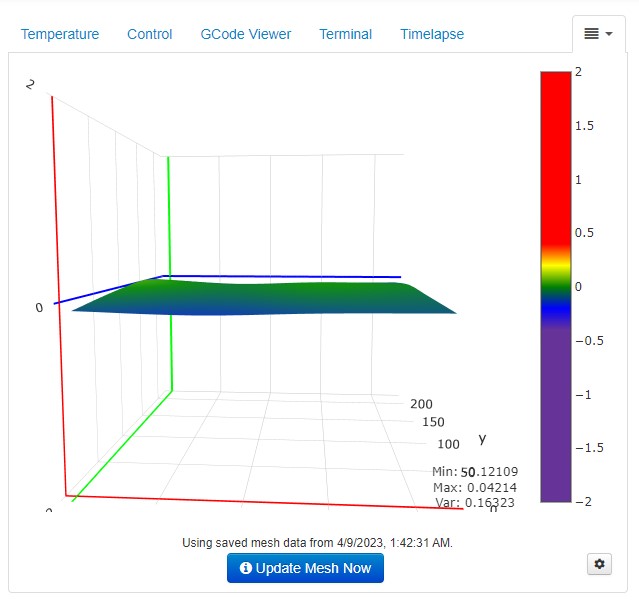 Temperature Control GCode Viewer Terminal Timelapse
2
2
1.5
1
0.5
0
0
−0.5
−1
−1.5
−2
200
150
100
y
50
Min: 0.12109
Max: 0.04214
Var: 0.16323
0
Using saved mesh data from 4/9/2023, 1:42:31 AM.
Update Mesh Now